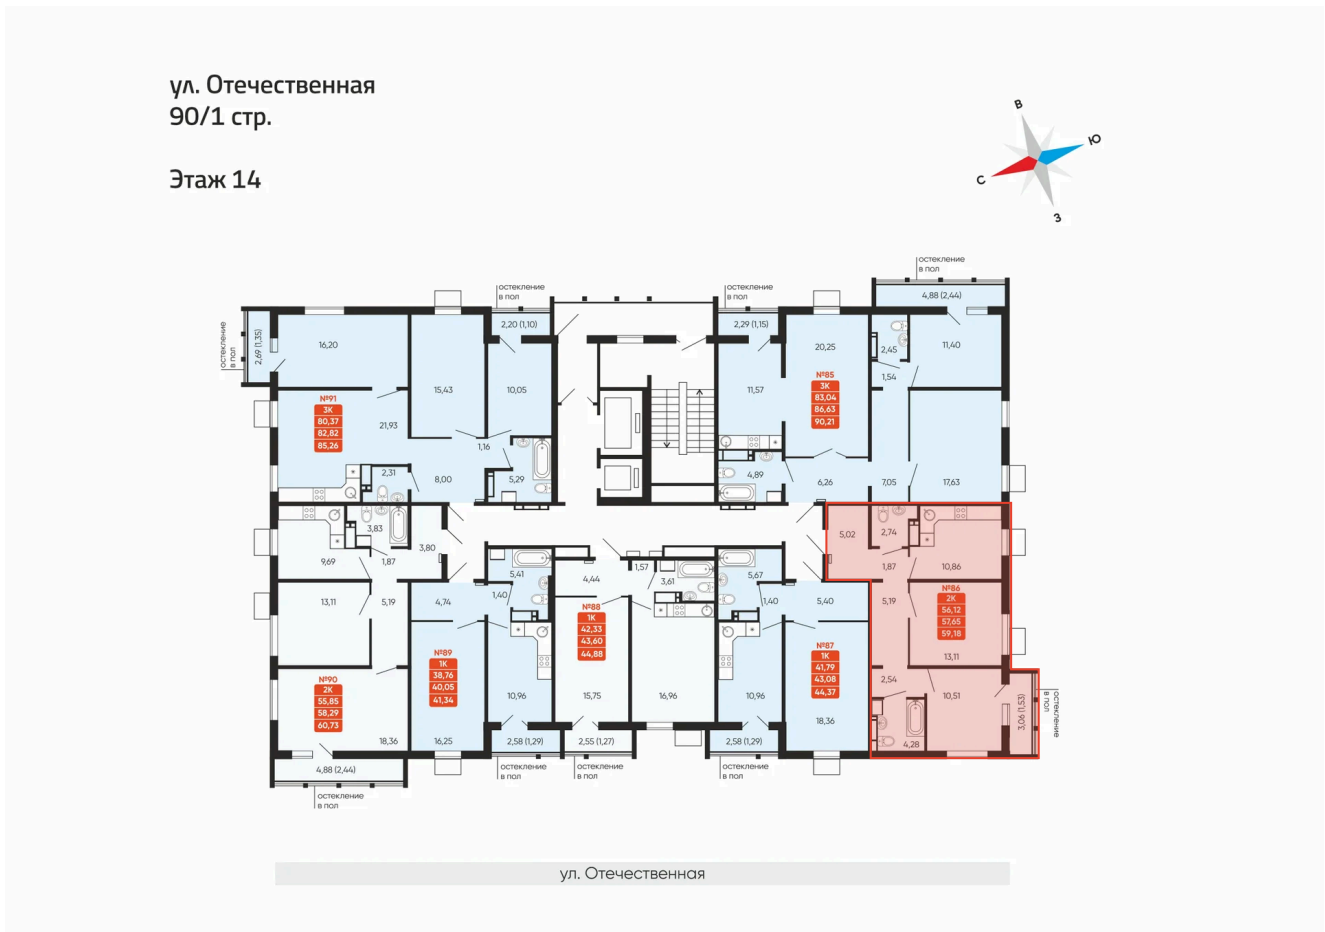 ул. Отечественная
90/1 стр.
Этаж 14
В
Ю
С
З
остекление
в пол
4,88 (2,44)
остекление
в пол
2,20 (1,10)
остекление
в пол
2,29 (1,15)
остекление
в пол
2,69 (1,35)
16,20
15,43
10,05
№91
3К
80,37
82,82
85,26
21,93
1,16
8,00
2,31
5,29
11,57
20,25
№85
3К
83,04
86,63
90,21
2,45
1,54
11,40
4,89
6,26
7,05
17,63
9,69
3,83
1,87
3,80
13,11
5,19
№90
2К
55,85
58,29
60,73
18,36
4,88 (2,44)
остекление
в пол
4,74
5,41
1,40
№89
1К
38,76
40,05
41,34
16,25
10,96
2,58 (1,29)
остекление
в пол
4,44
1,57
3,61
№88
1К
42,33
43,60
44,88
15,75
16,96
2,55 (1,27)
остекление
в пол
5,67
1,40
5,40
№87
1К
41,79
43,08
44,37
10,96
18,36
2,58 (1,29)
остекление
в пол
5,02
2,74
1,87
10,86
5,19
№86
2К
56,12
57,65
59,18
13,11
2,54
10,51
4,28
3,06 (1,53)
остекление
в пол
ул. Отечественная